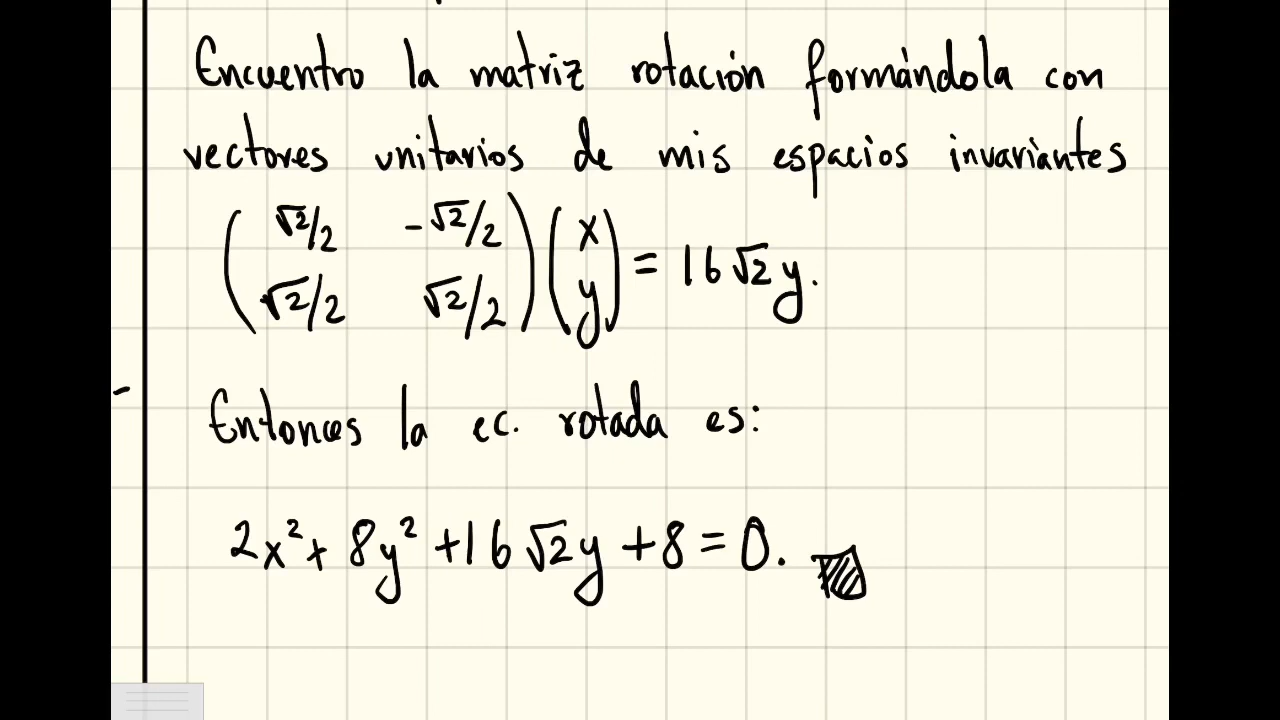 Encuentro la matriz rotación formándola con
vectores unitarios de mis espacios invariantes
( √2/2 -√2/2 ) ( x ) = 16√2 y.
( √2/2 √2/2 ) ( y )
Entonces la ec. rotada es:
2x² + 8y² + 16√2y + 8 = 0.